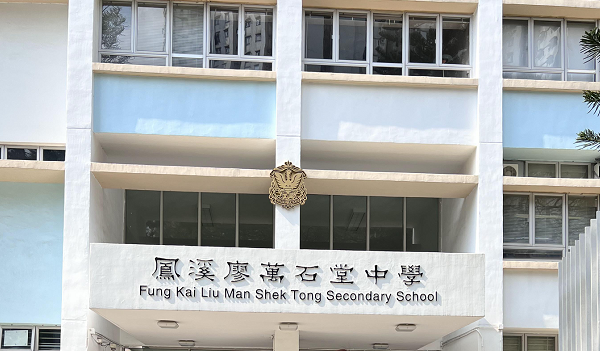 鳳溪廖萬石堂中學
Fung Kai Liu Man Shek Tong Secondary School